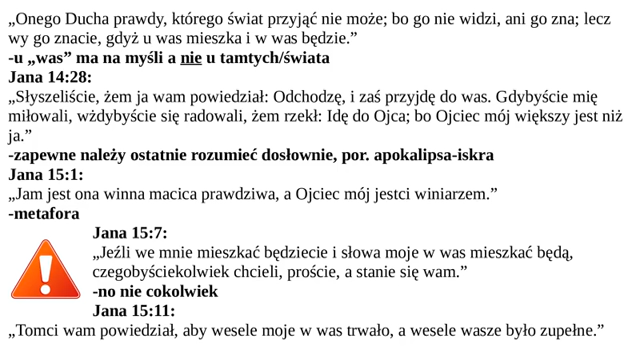 „Onego Ducha prawdy, którego świat przyjąć nie może; bo go nie widzi, ani go zna; lecz
wy go znacie, gdyż u was mieszka i w was będzie.”
-u „was” ma na myśli a nie u tamtych/świata
Jana 14:28:
„Słyszeliście, żem ja wam powiedział: Odchodzę, i zaś przyjdę do was. Gdybyście mię
miłowali, wżdybyście się radowali, żem rzekł: Idę do Ojca; bo Ojciec mój większy jest niż
ja.”
-zapewne należy ostatnie rozumieć dosłownie, por. apokalipsa-iskra
Jana 15:1:
„Jam jest ona winna macica prawdziwa, a Ojciec mój jestci winiarzem.”
-metafora
Jana 15:7:
„Jeźli we mnie mieszkać będziecie i słowa moje w was mieszkać będą,
czegobyściekolwiek chcieli, proście, a stanie się wam.”
-no nie cokolwiek
Jana 15:11:
„Tomci wam powiedział, aby wesele moje w was trwało, a wesele wasze było zupełne.”